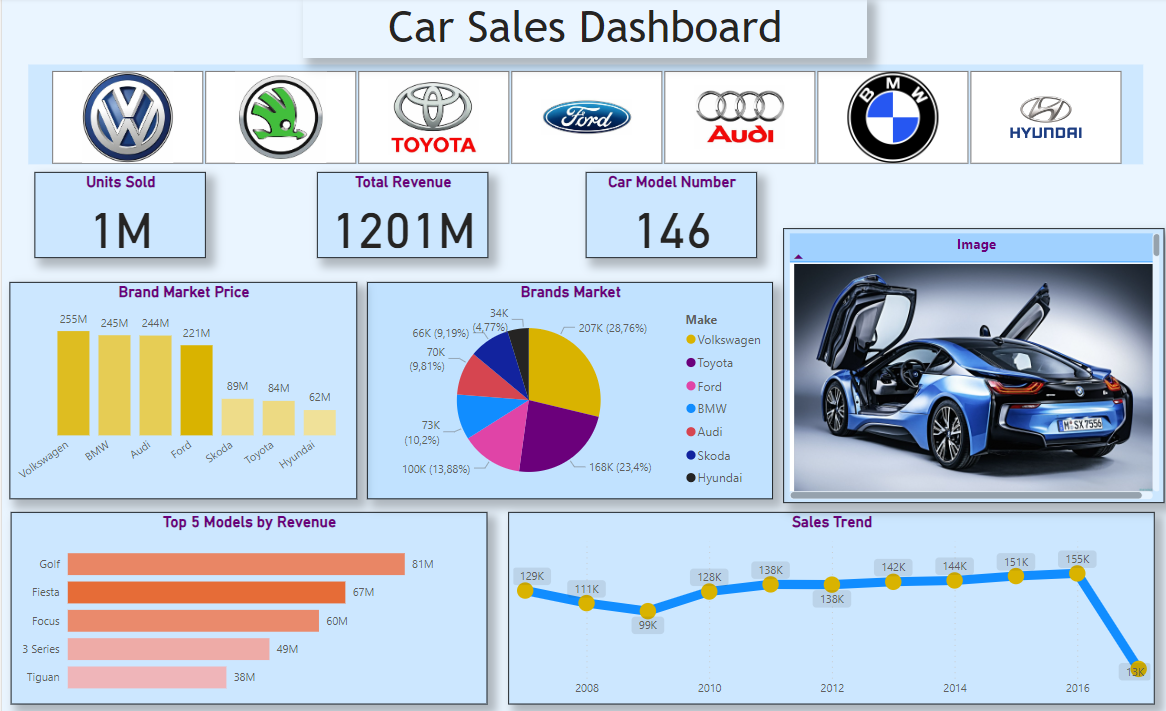 Car Sales Dashboard
TOYOTA
Ford
Audi
BMW
HYUNDAI
Units Sold
1M
Total Revenue
1201M
Car Model Number
146
Image
M·SX 7556
Brand Market Price
255M
245M
244M
221M
89M
84M
62M
Volkswagen
BMW
Audi
Ford
Skoda
Toyota
Hyundai
Brands Market
34K
(4,77%)
66K (9,19%)
70K
(9,81%)
73K
(10,2%)
100K (13,88%)
207K (28,76%)
168K (23,4%)
Make
Volkswagen
Toyota
Ford
BMW
Audi
Skoda
Hyundai
Top 5 Models by Revenue
Golf 81M
Fiesta 67M
Focus 60M
3 Series 49M
Tiguan 38M
Sales Trend
129K
111K
99K
128K
138K
138K
142K
144K
151K
155K
13K
2008
2010
2012
2014
2016